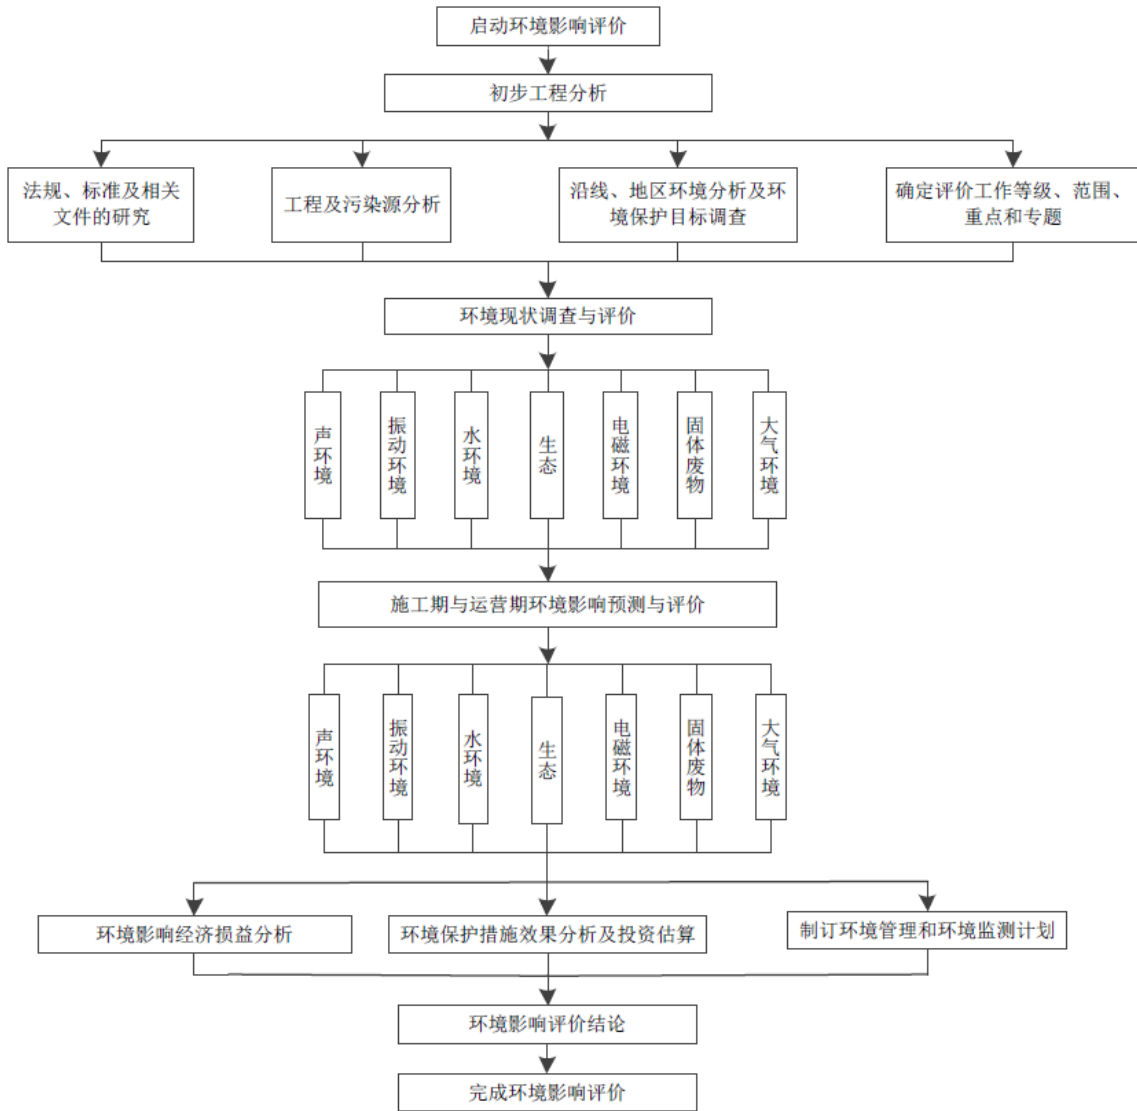 启动环境影响评价
初步工程分析
法规、标准及相关
文件的研究
工程及污染源分析
沿线、地区环境分析及环
境保护目标调查
确定评价工作等级、范围、
重点和专题
环境现状调查与评价
声环境
振动环境
水环境
生态
电磁环境
固体废物
大气环境
施工期与运营期环境影响预测与评价
声环境
振动环境
水环境
生态
电磁环境
固体废物
大气环境
环境影响经济损益分析
环境保护措施效果分析及投资估算
制订环境管理和环境监测计划
环境影响评价结论
完成环境影响评价